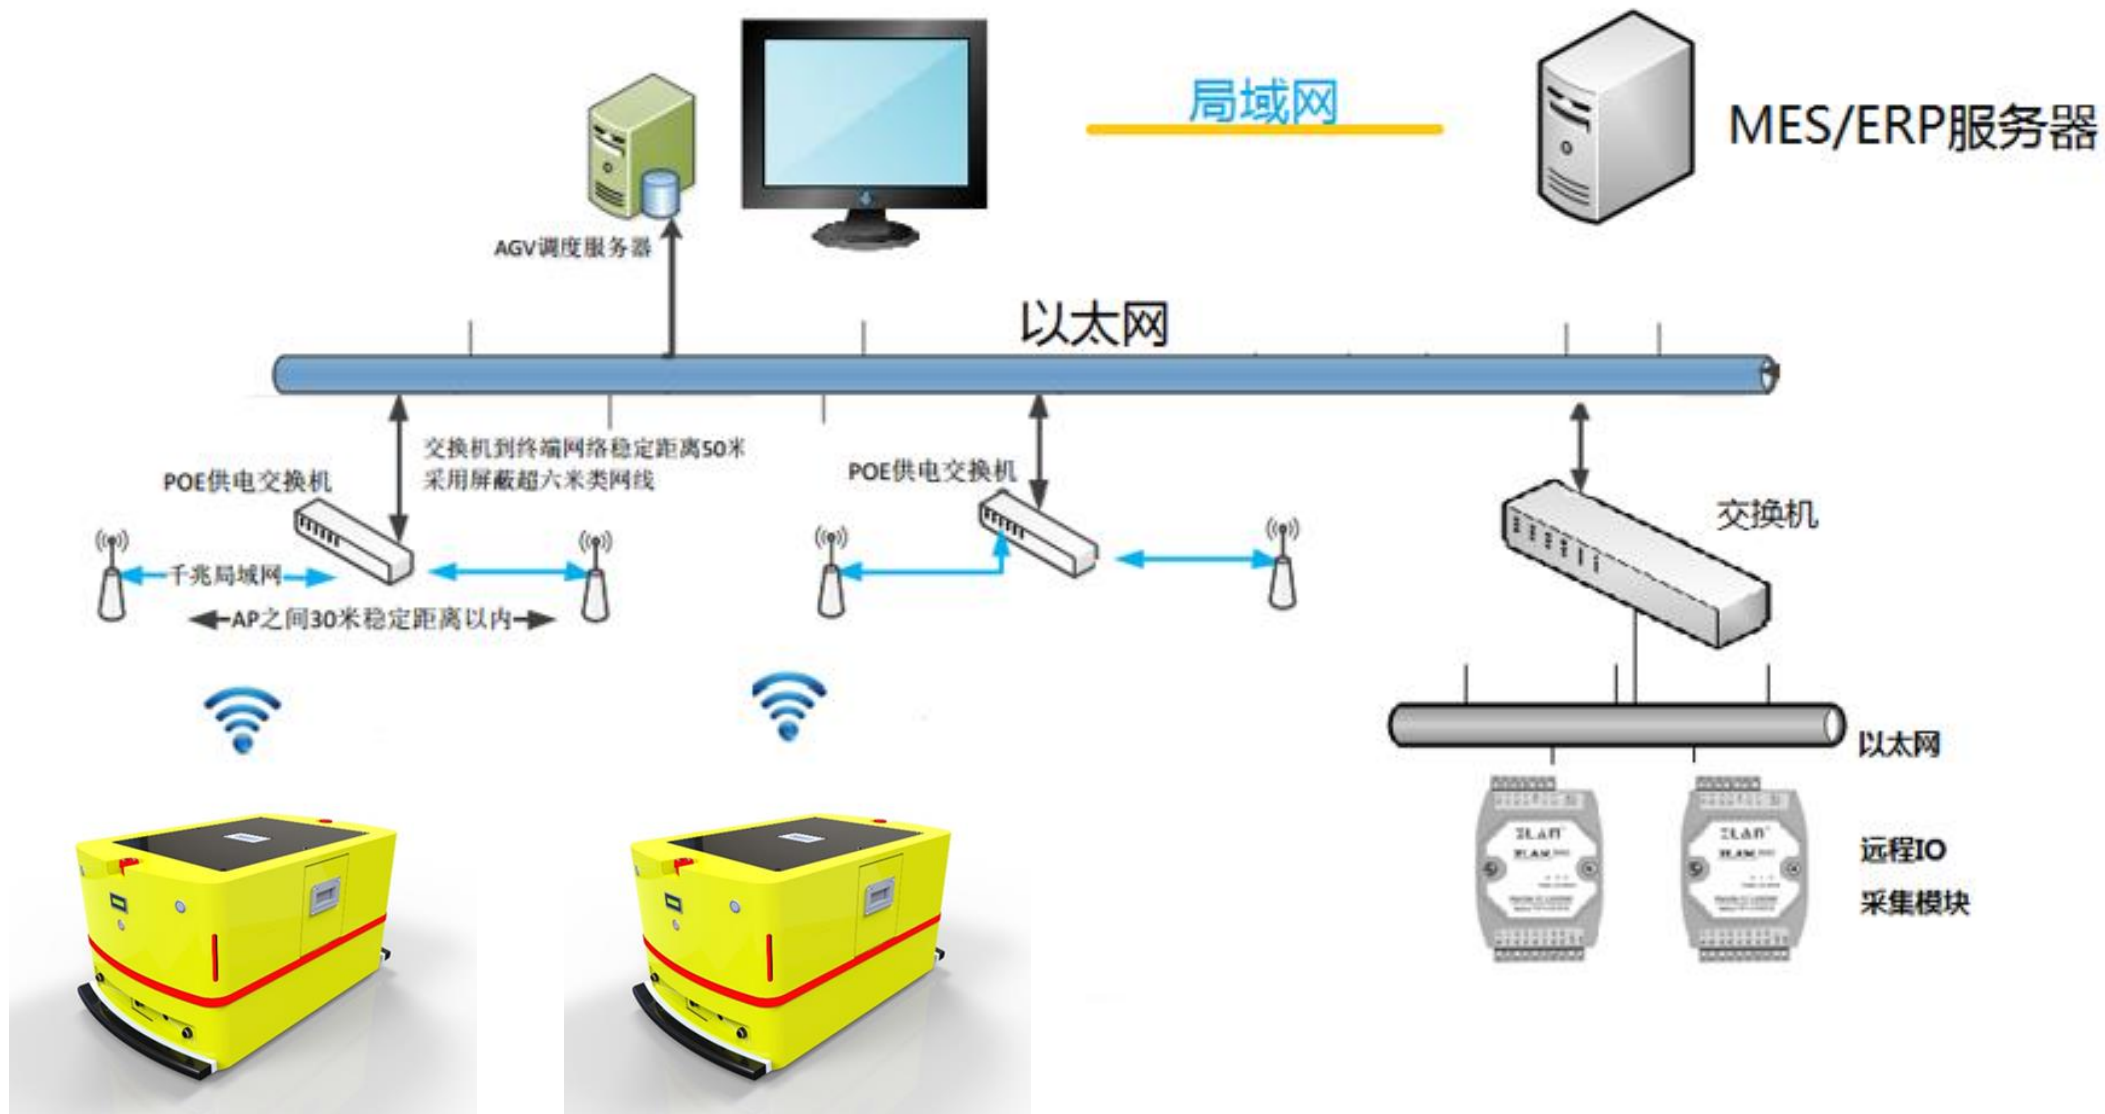 局域网
MES/ERP服务器
AGV调度服务器
以太网
交换机到终端网络稳定距离50米
采用屏蔽超六米类网线
POE供电交换机
POE供电交换机
交换机
千兆局域网
AP之间30米稳定距离以内
以太网
ZLAN
ZLAN
远程IO
采集模块